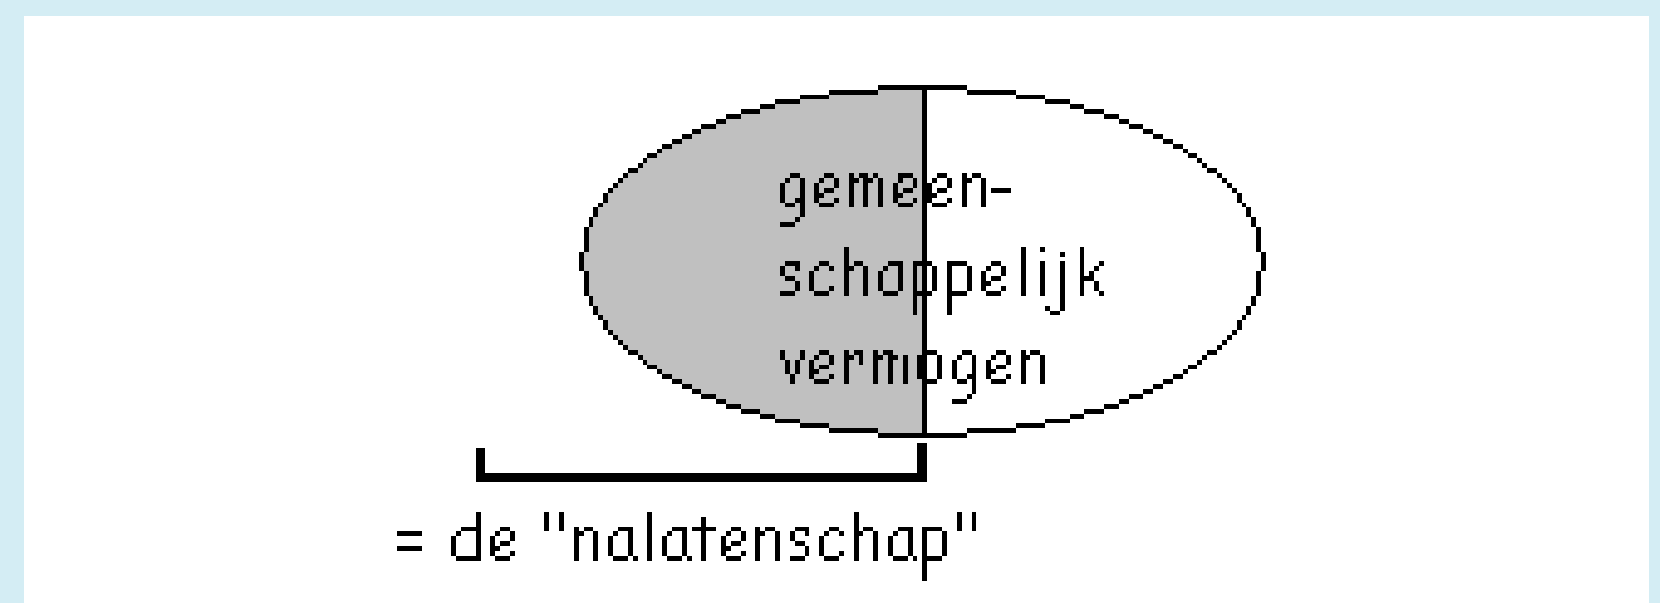 gemeen-
schappelijk
vermogen
= de "nalatenschap"